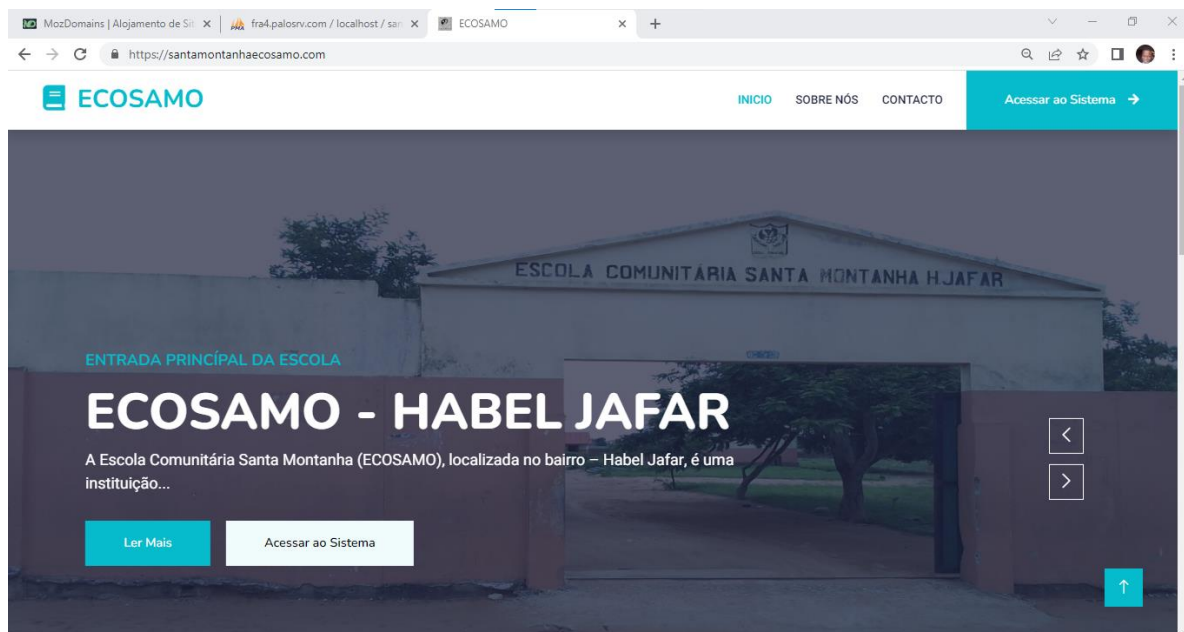 MozDomains | Alojamento de Sit
fra4.palosrv.com / localhost / san
ECOSAMO
https://santamontanhaecosamo.com
ECOSAMO
INICIO
SOBRE NÓS
CONTACTO
Acessar ao Sistema
ESCOLA COMUNITÁRIA SANTA MONTANHA H.JAFAR
ENTRADA PRINCÍPAL DA ESCOLA
ECOSAMO - HABEL JAFAR
A Escola Comunitária Santa Montanha (ECOSAMO), localizada no bairro – Habel Jafar, é uma
instituição...
Ler Mais
Acessar ao Sistema